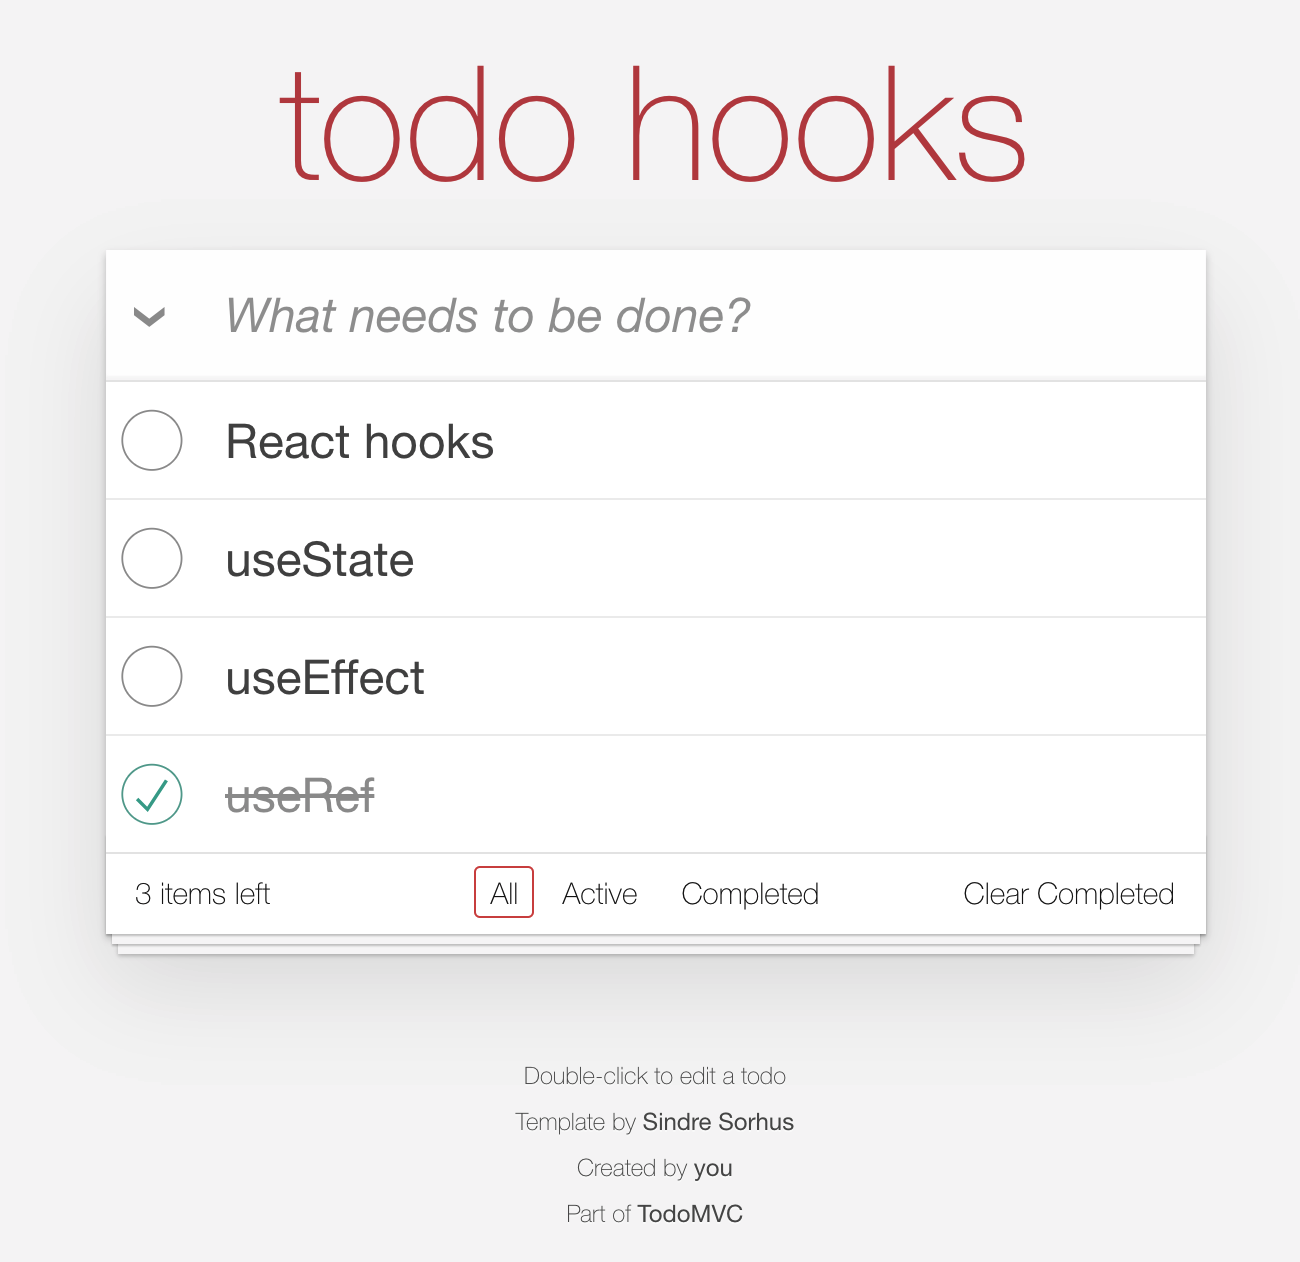 todo hooks
What needs to be done?
React hooks
useState
useEffect
useRef
3 items left All Active Completed Clear Completed
Double-click to edit a todo
Template by Sindre Sorhus
Created by you
Part of TodoMVC